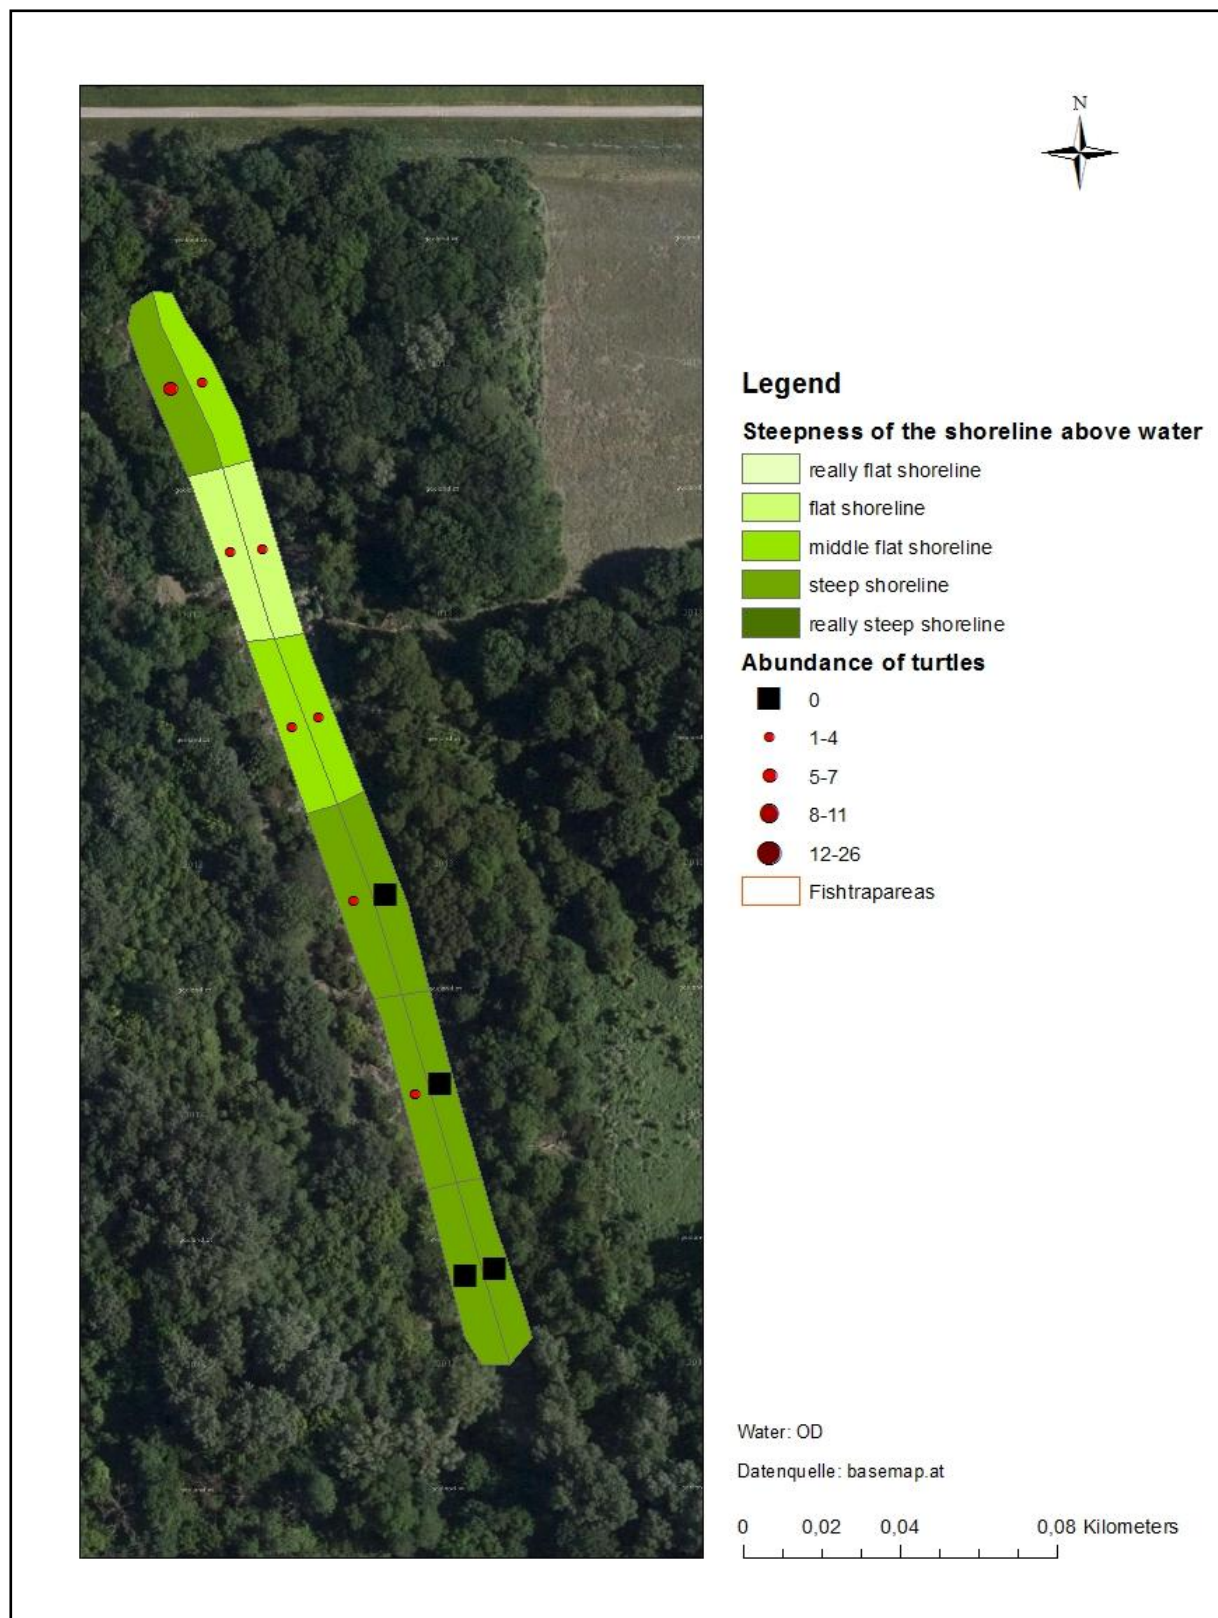 N
Legend
Steepness of the shoreline above water
really flat shoreline
flat shoreline
middle flat shoreline
steep shoreline
really steep shoreline
Abundance of turtles
0
1-4
5-7
8-11
12-26
Fishtrapareas
Water: OD
Datenquelle: basemap.at
0 0,02 0,04 0,08 Kilometers